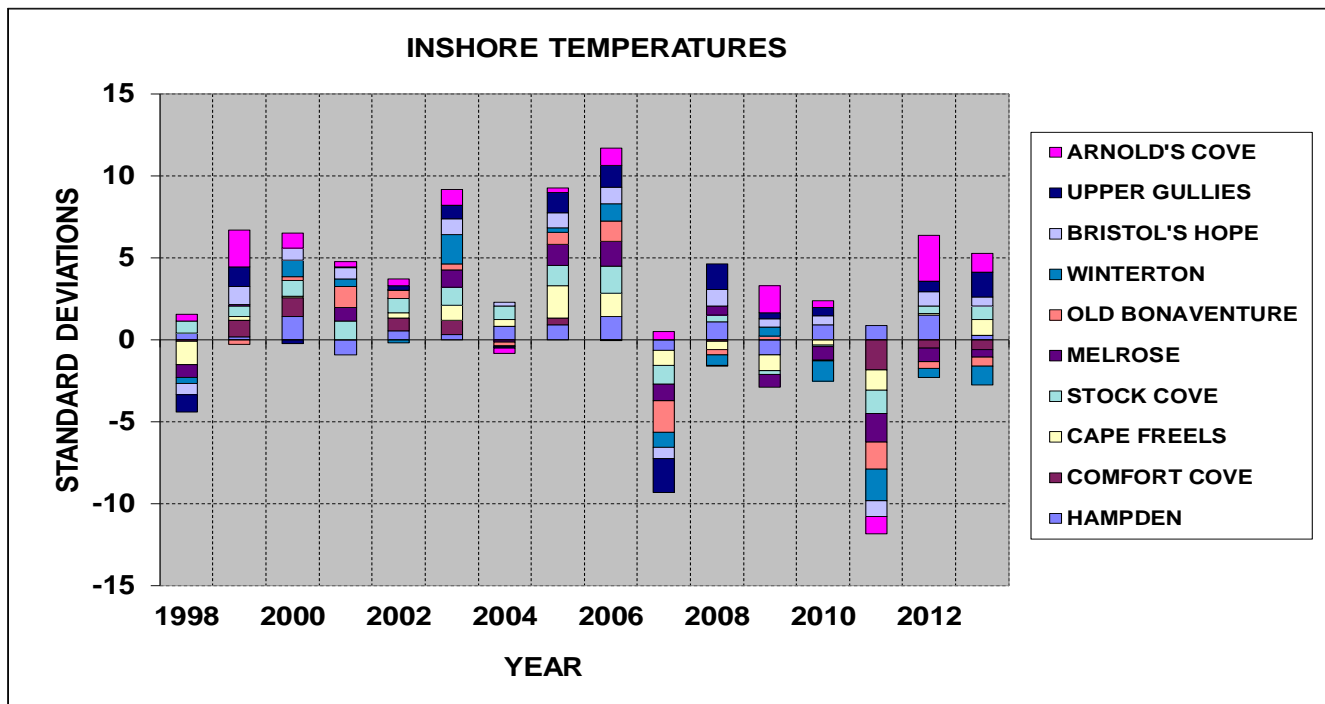 INSHORE TEMPERATURES
STANDARD DEVIATIONS
15
10
5
0
-5
-10
-15
1998 2000 2002 2004 2006 2008 2010 2012
YEAR
ARNOLD'S COVE
UPPER GULLIES
BRISTOL'S HOPE
WINTERTON
OLD BONAVENTURE
MELROSE
STOCK COVE
CAPE FREELS
COMFORT COVE
HAMPDEN